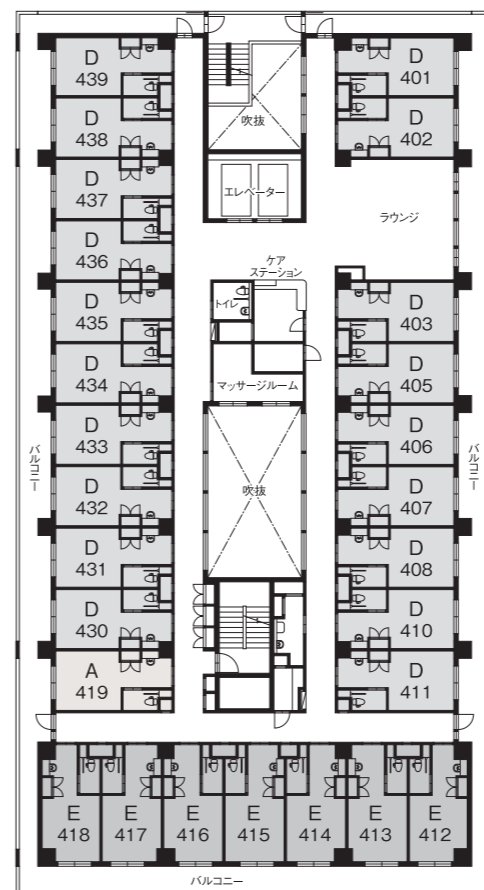 D
439
D
438
D
437
D
436
D
435
D
434
D
433
D
432
D
431
D
430
A
419
吹抜
エレベーター
ケア
ステーション
トイレ
マッサージルーム
吹抜
D
401
D
402
ラウンジ
D
403
D
405
D
406
D
407
D
408
D
410
D
411
バルコニー
バルコニー
E
418
E
417
E
416
E
415
E
414
E
413
E
412
バルコニー